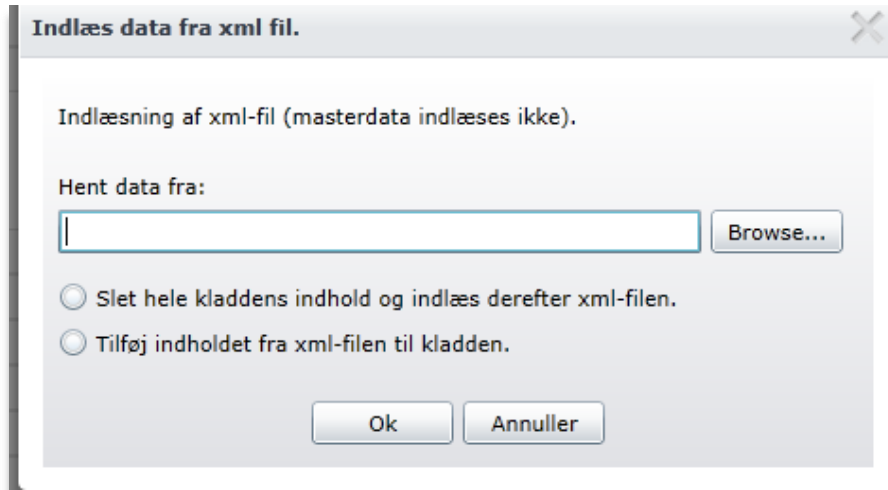 Indlæs data fra xml fil.
Indlæsning af xml-fil (masterdata indlæses ikke).
Hent data fra:
Browse...
Slet hele kladdens indhold og indlæs derefter xml-filen.
Tilføj indholdet fra xml-filen til kladden.
Ok Annuller